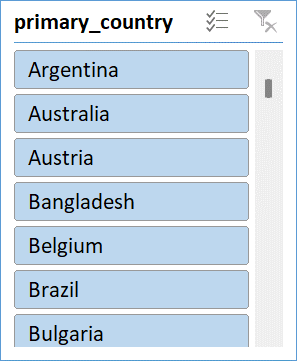 primary_country
Argentina
Australia
Austria
Bangladesh
Belgium
Brazil
Bulgaria